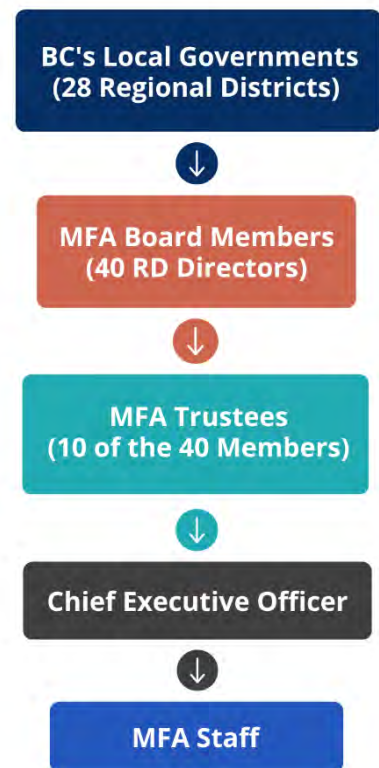 BC's Local Governments
(28 Regional Districts)
MFA Board Members
(40 RD Directors)
MFA Trustees
(10 of the 40 Members)
Chief Executive Officer
MFA Staff